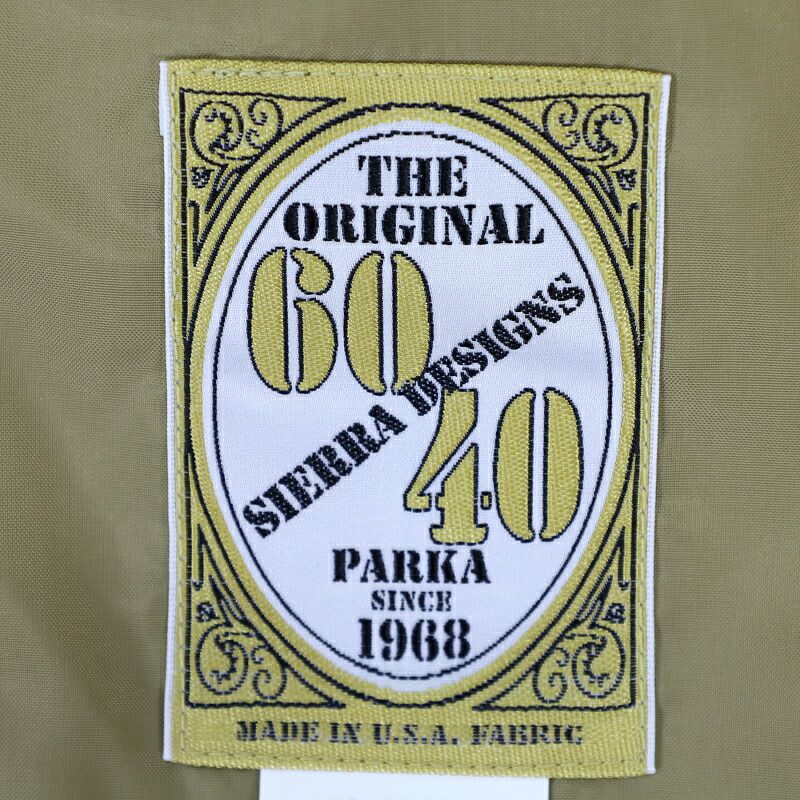 THE
ORIGINAL
60
SIERRA DESIGNS
40
PARKA
SINCE
1968
MADE IN U.S.A. FABRIC